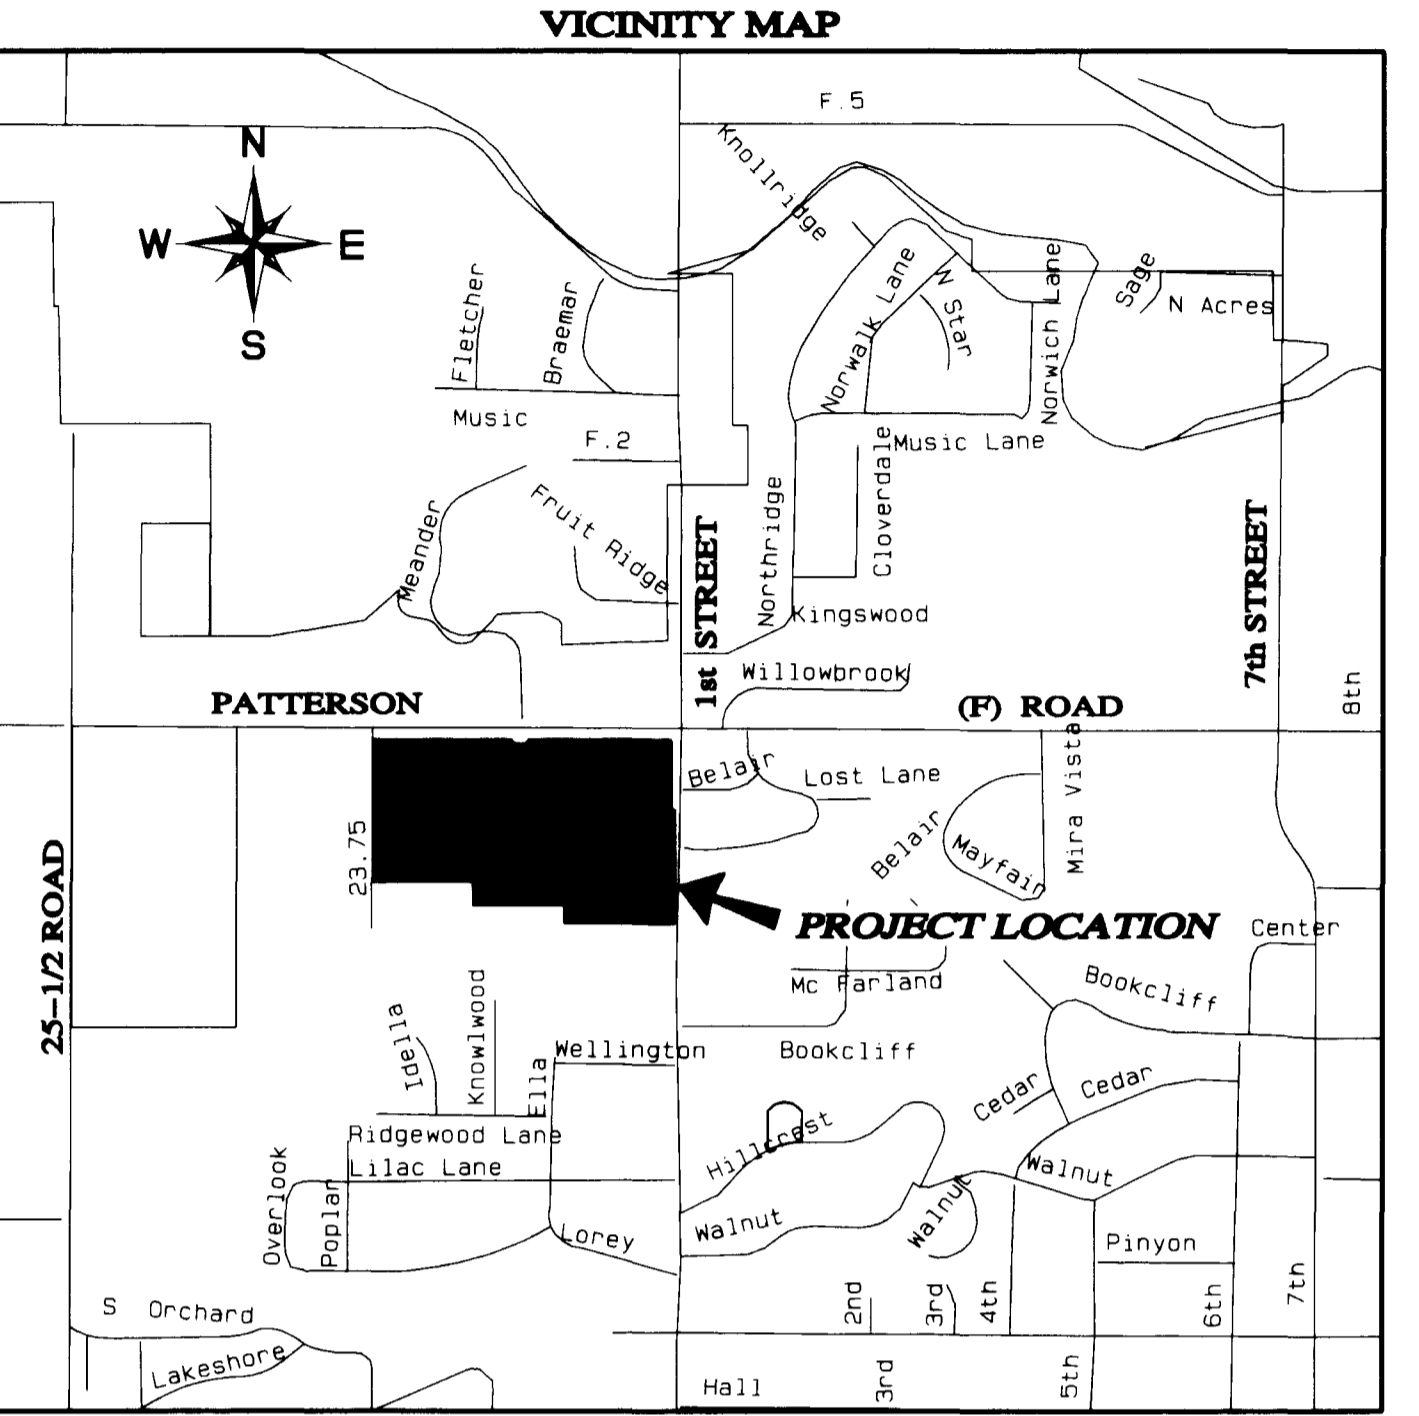 VICINITY MAP
F.5
N
W
E
S
Knollridge
Fletcher
Braemar
Norwalk Lane
N Star
Norwich Lane
Sage
N Acres
Music
F.2
Music Lane
Cloverdale
Northridge
Meander
Fruit Ridge
1st STREET
7th STREET
Kingswood
Willowbrook
8th
PATTERSON
(F) ROAD
Belair
Lost Lane
Mira Vista
23.75
Belair
Mayfair
25-1/2 ROAD
PROJECT LOCATION
Center
Mc Farland
Bookcliff
Idella
Knowlwood
Ella
Wellington
Bookcliff
Cedar
Cedar
Ridgewood Lane
Hillcrest
Lilac Lane
Walnut
Overlook
Poplar
Walnut
Walnut
Lorey
Pinyon
S Orchard
2nd
3rd
4th
6th
7th
Lakeshore
Hall
3rd
5th